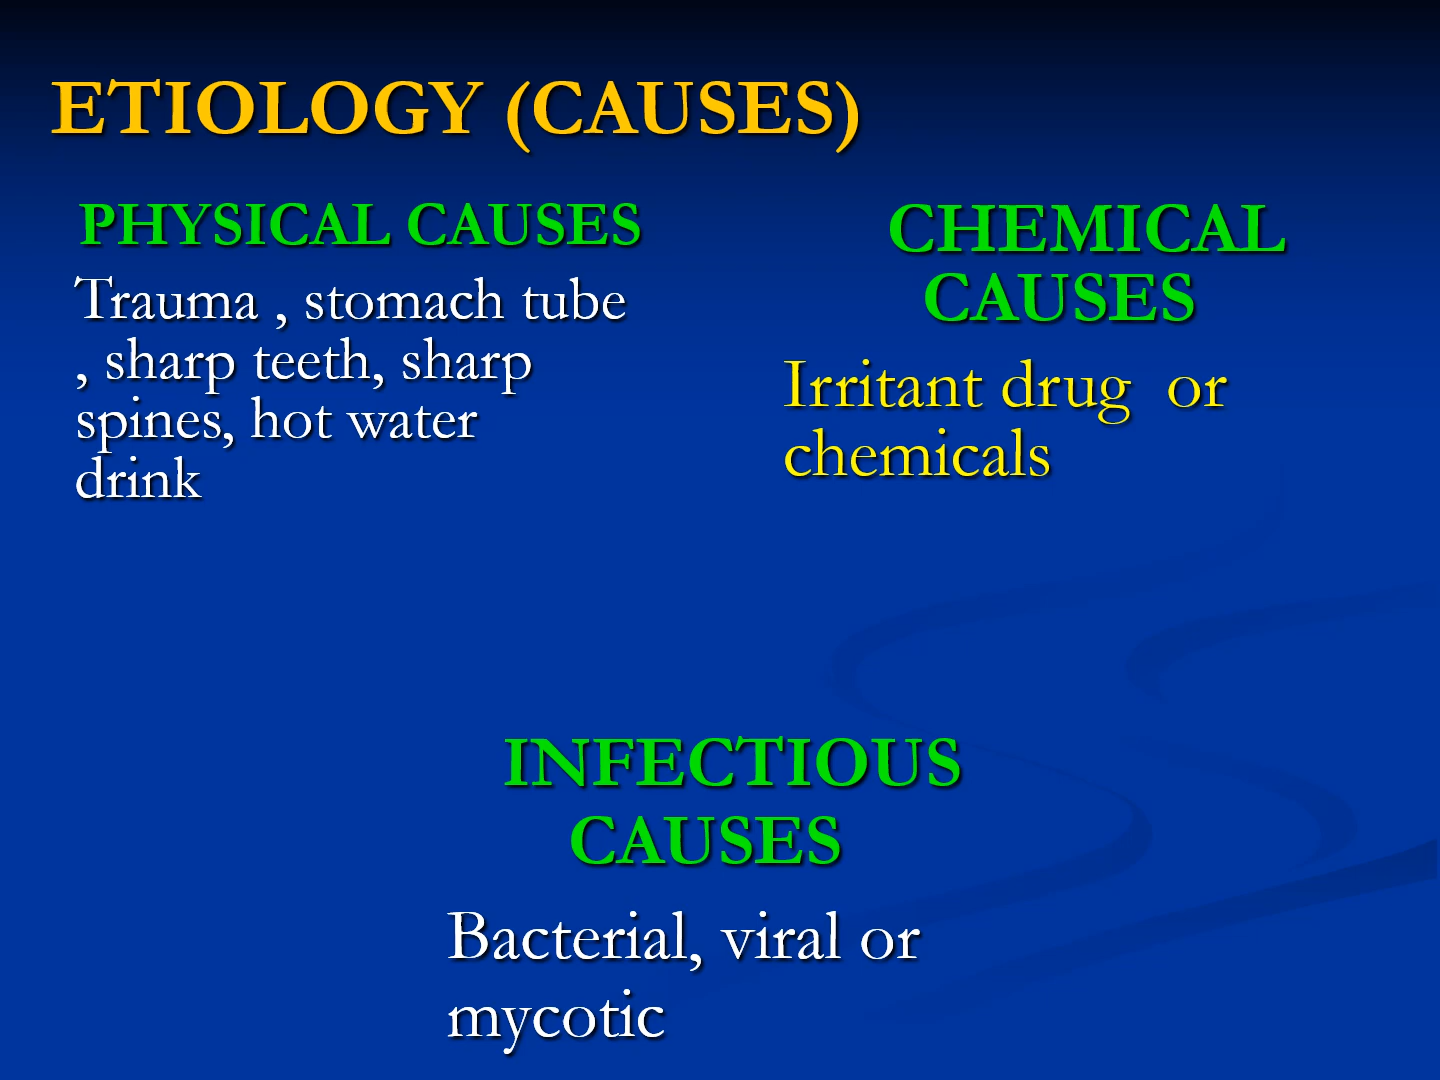 ETIOLOGY (CAUSES)
PHYSICAL CAUSES
Trauma , stomach tube
, sharp teeth, sharp
spines, hot water
drink
CHEMICAL
CAUSES
Irritant drug  or
chemicals
INFECTIOUS
CAUSES
Bacterial, viral or
mycotic